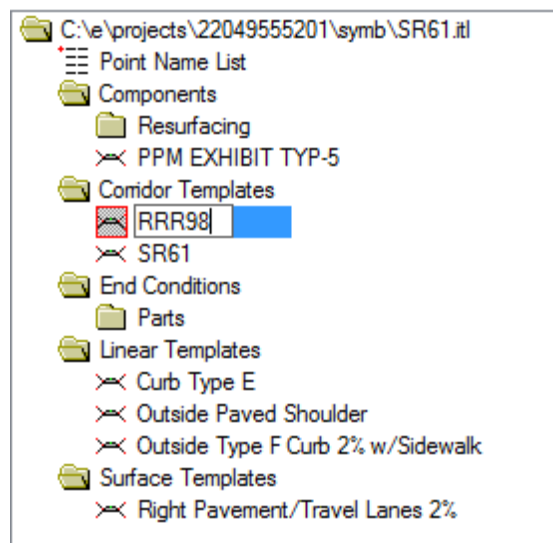 C:\e\projects\22049555201\symb\SR61.itl
Point Name List
Components
Resurfacing
PPM EXHIBIT TYP-5
Corridor Templates
RRR98
SR61
End Conditions
Parts
Linear Templates
Curb Type E
Outside Paved Shoulder
Outside Type F Curb 2% w/Sidewalk
Surface Templates
Right Pavement/Travel Lanes 2%